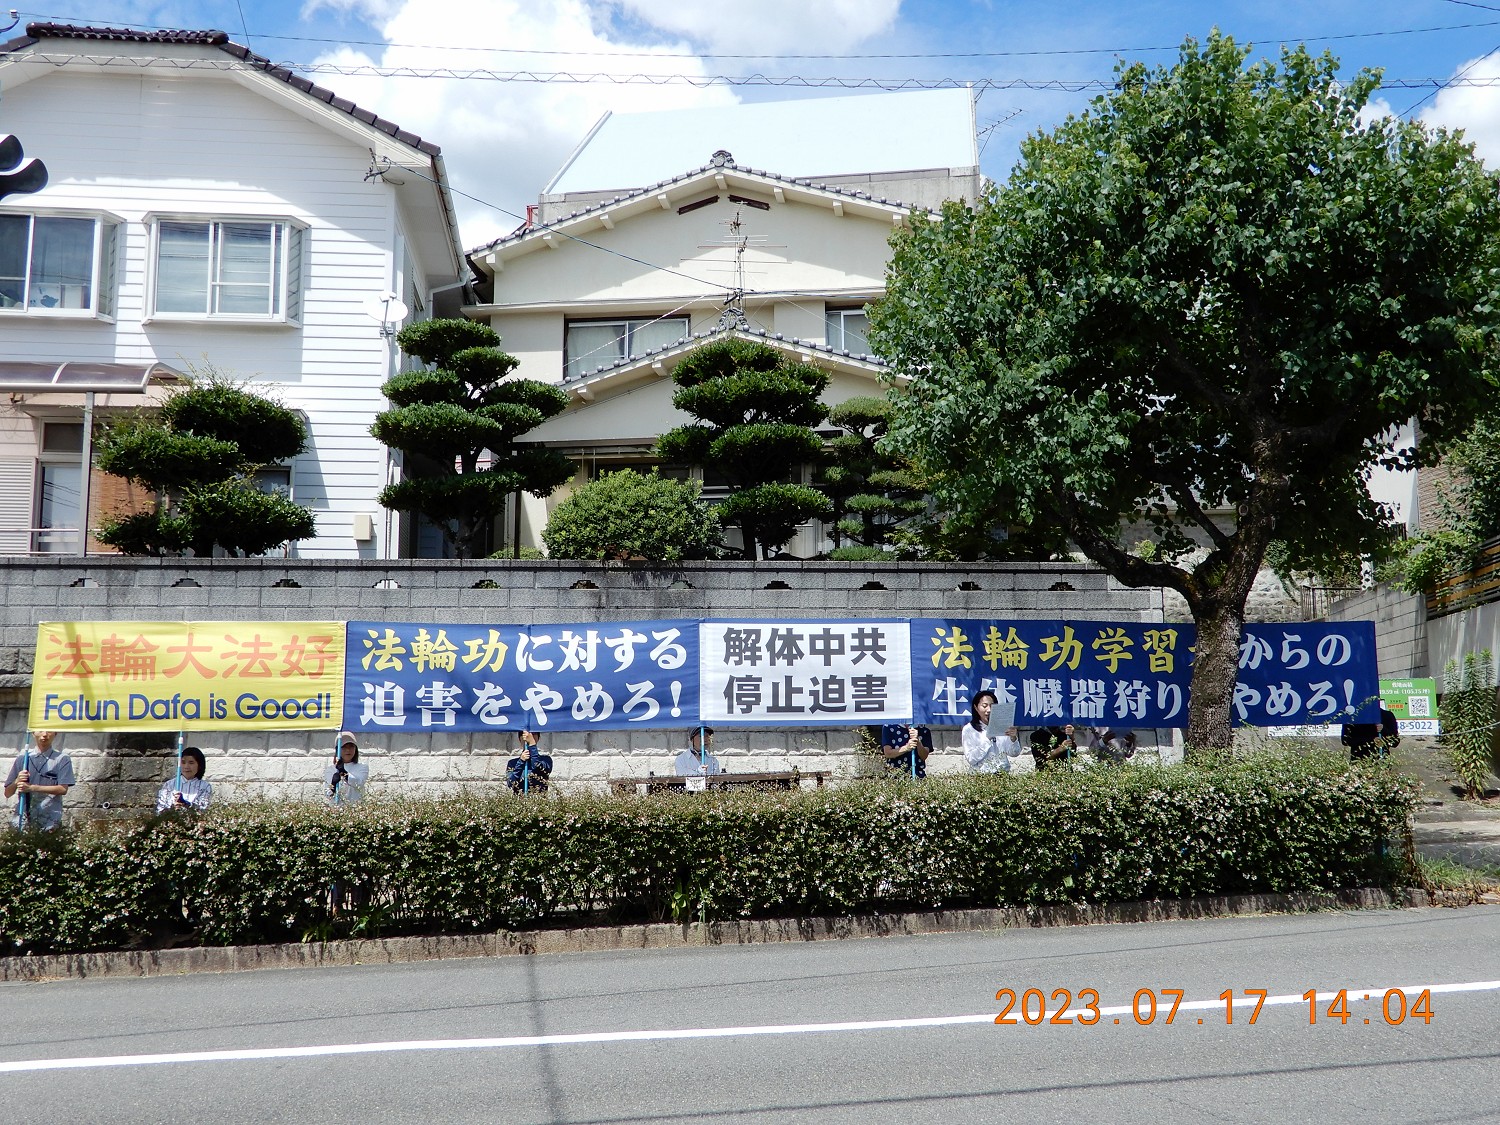 法輪大法好
Falun Dafa is Good!
法輪功に対する
迫害をやめろ!
解体中共
停止迫害
法輪功学習 からの
生体臓器狩り やめろ!
2023.07.17 14:04